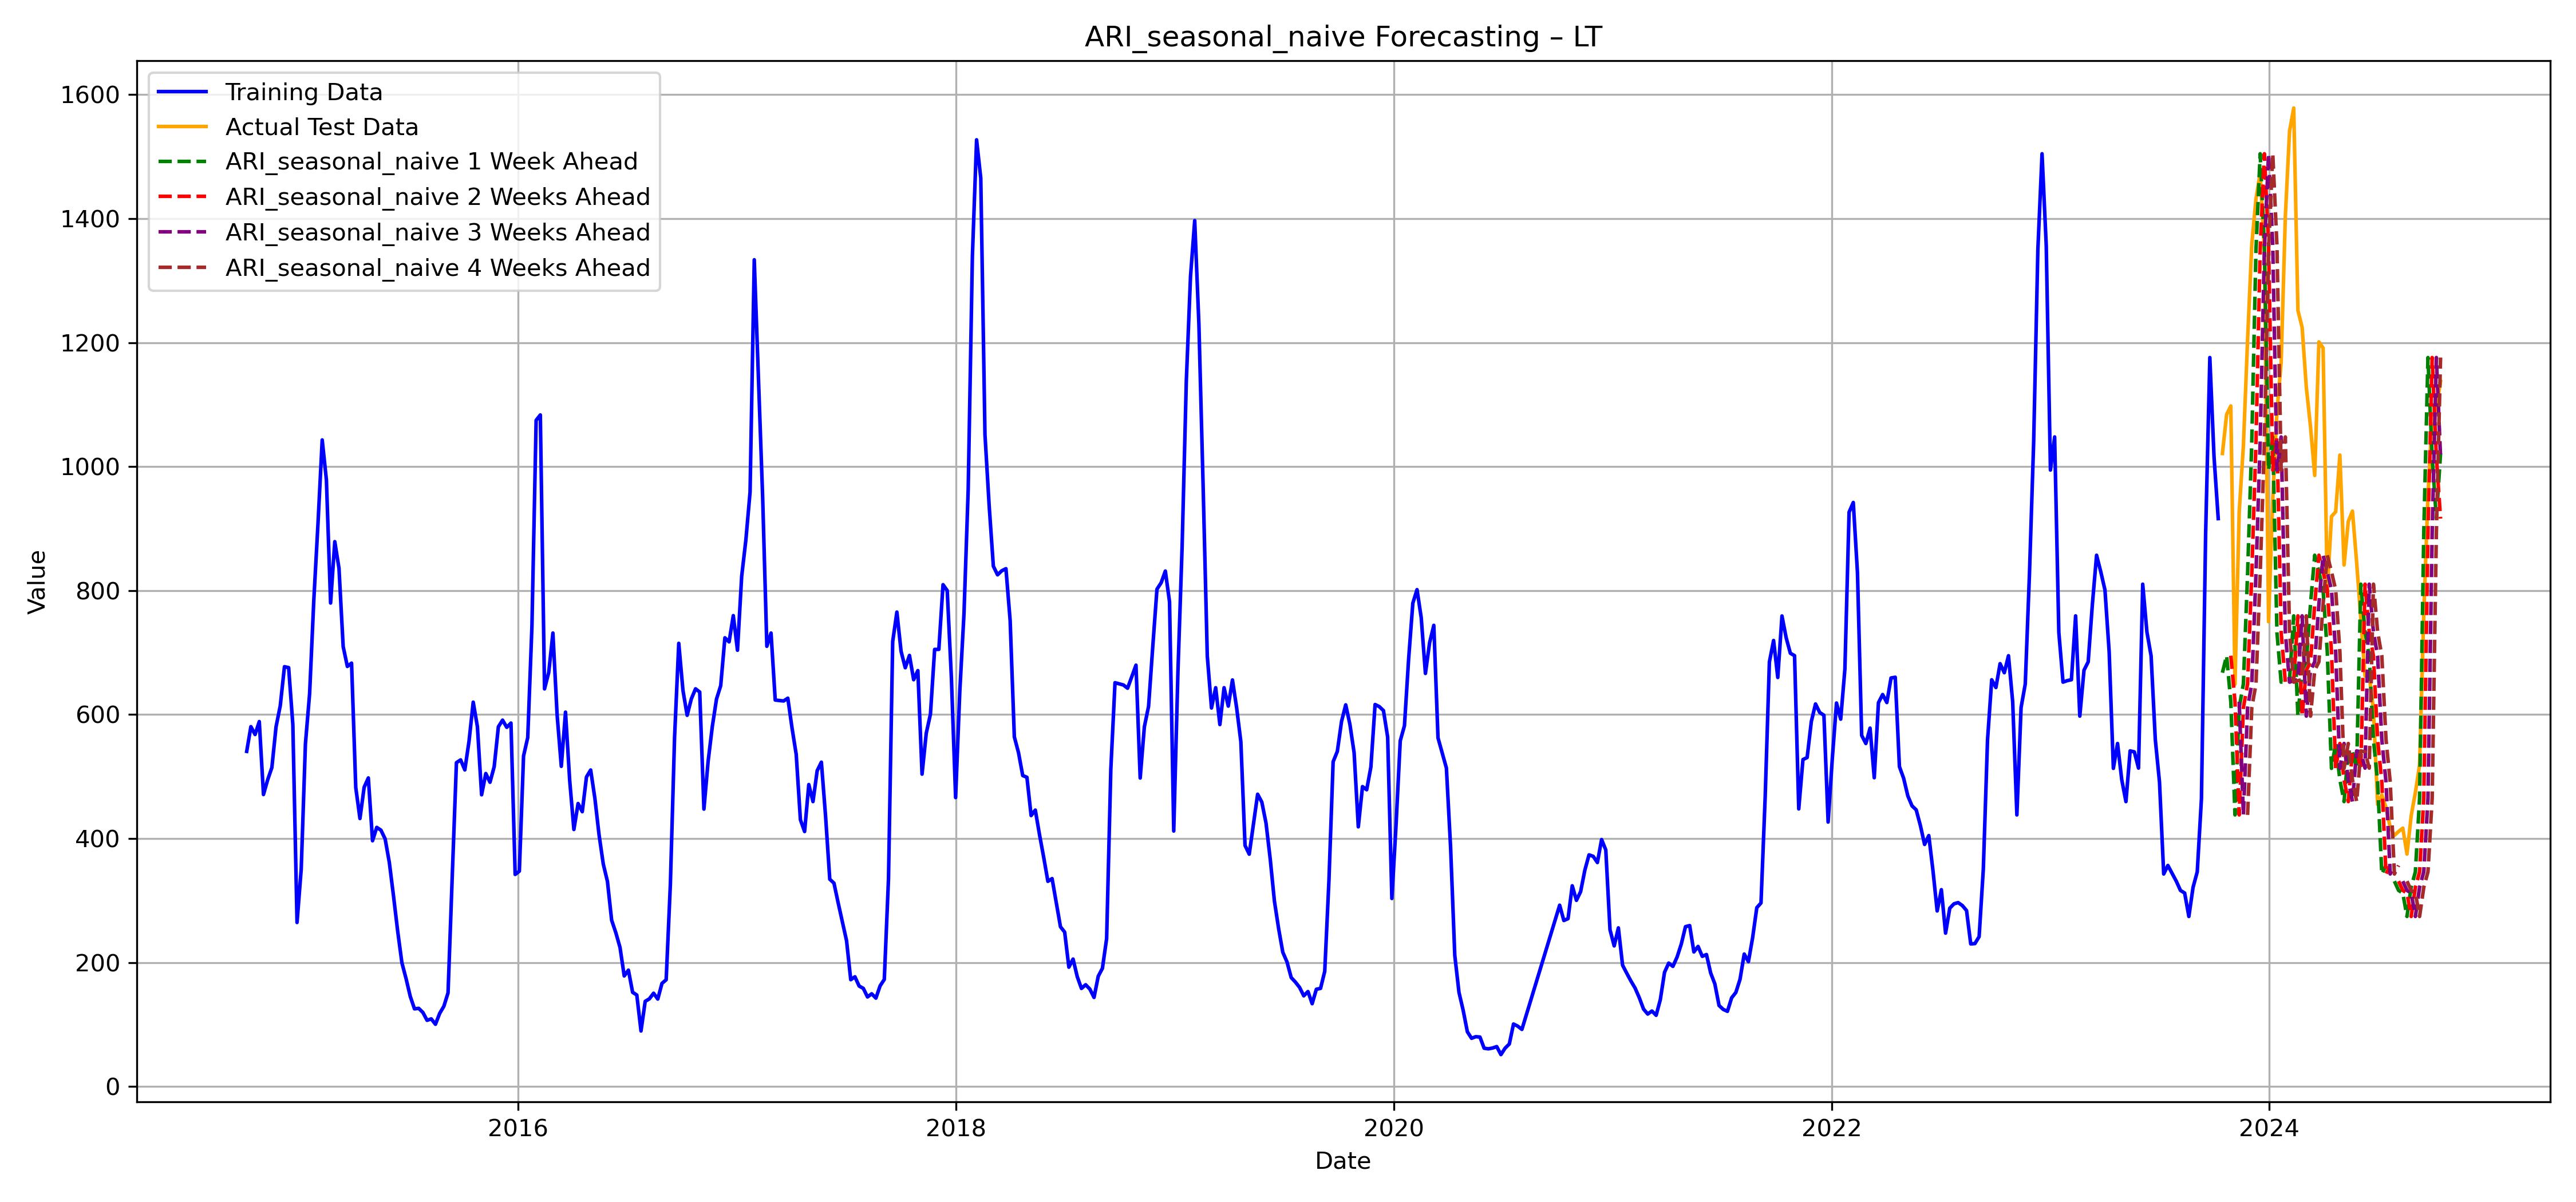 ARI_seasonal_naive Forecasting – LT
1600
1400
1200
1000
800
600
400
200
0
Value
Training Data
Actual Test Data
ARI_seasonal_naive 1 Week Ahead
ARI_seasonal_naive 2 Weeks Ahead
ARI_seasonal_naive 3 Weeks Ahead
ARI_seasonal_naive 4 Weeks Ahead
2016
2018
2020
2022
2024
Date